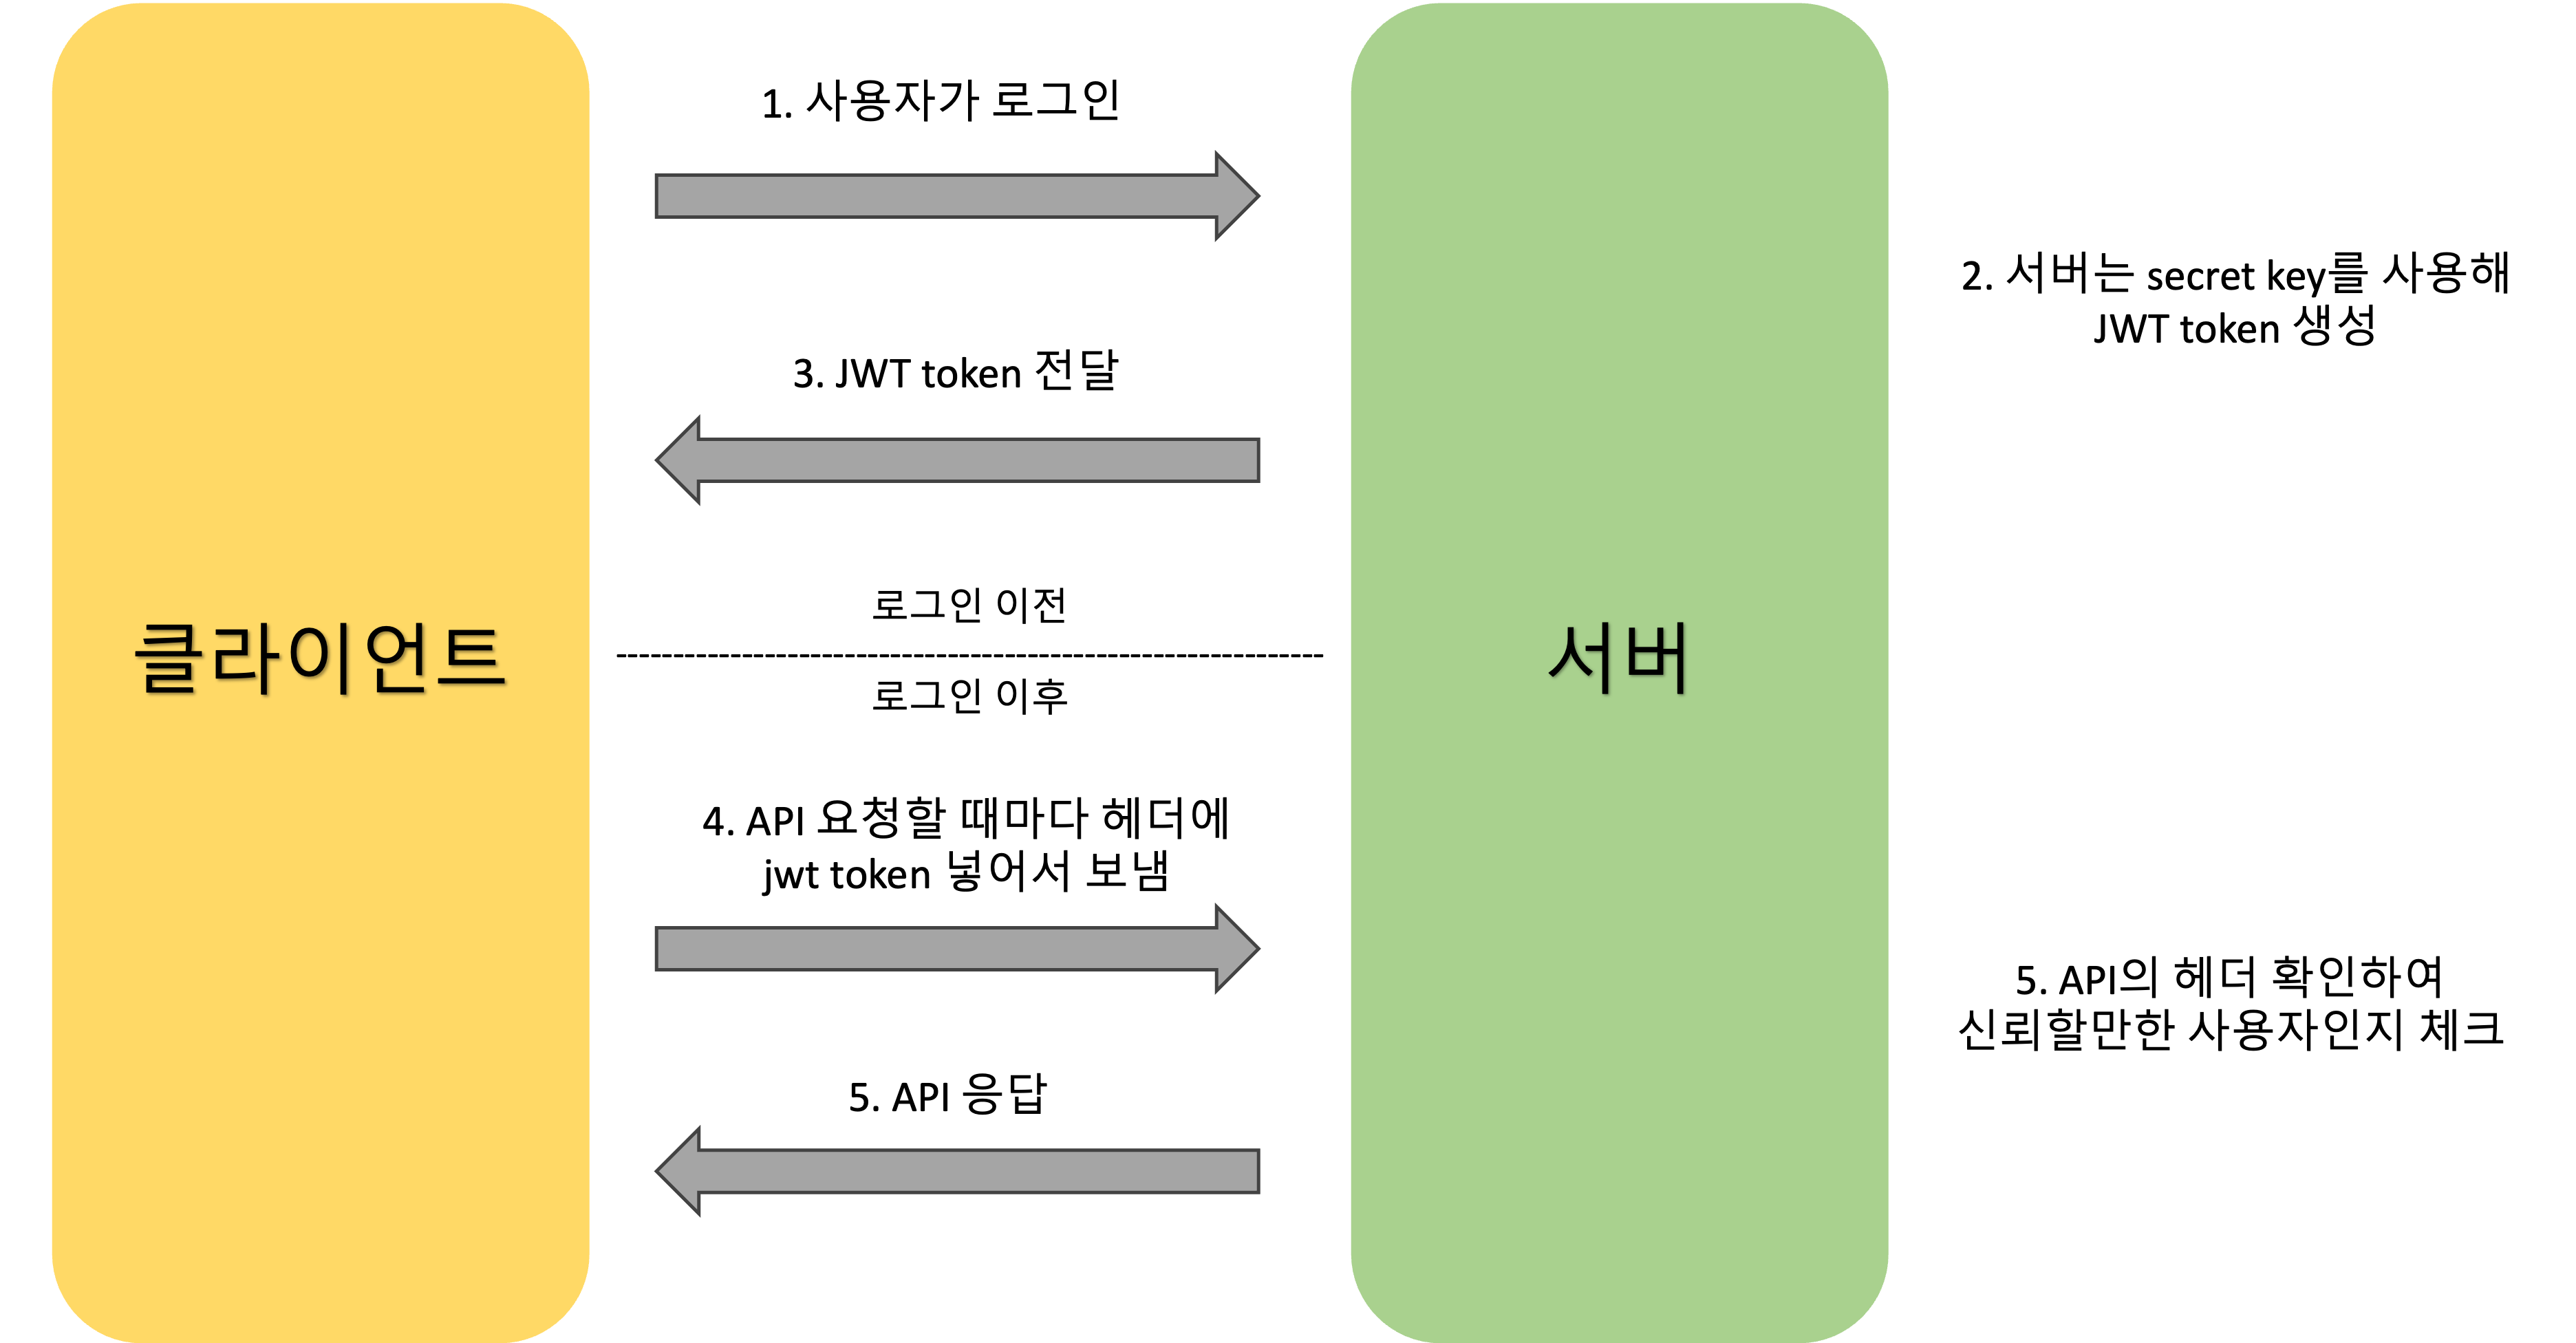 1. 사용자가 로그인
2. 서버는 secret key를 사용해
JWT token 생성
3. JWT token 전달
로그인 이전
클라이언트
서버
로그인 이후
4. API 요청할 때마다 헤더에
jwt token 넣어서 보냄
5. API의 헤더 확인하여
신뢰할만한 사용자인지 체크
5. API 응답